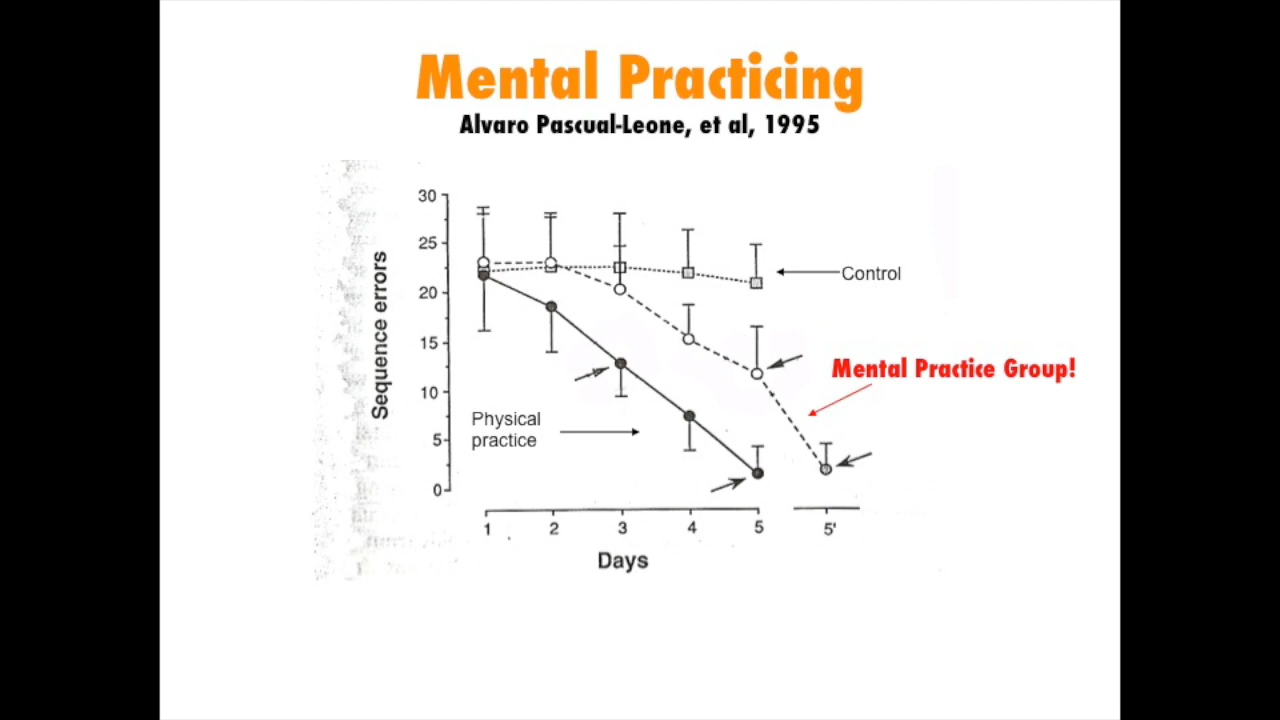 Mental Practicing
Alvaro Pascual-Leone, et al, 1995
30
25
20
15
10
5
0
Sequence errors
Control
Mental Practice Group!
Physical
practice
1 2 3 4 5 5'
Days